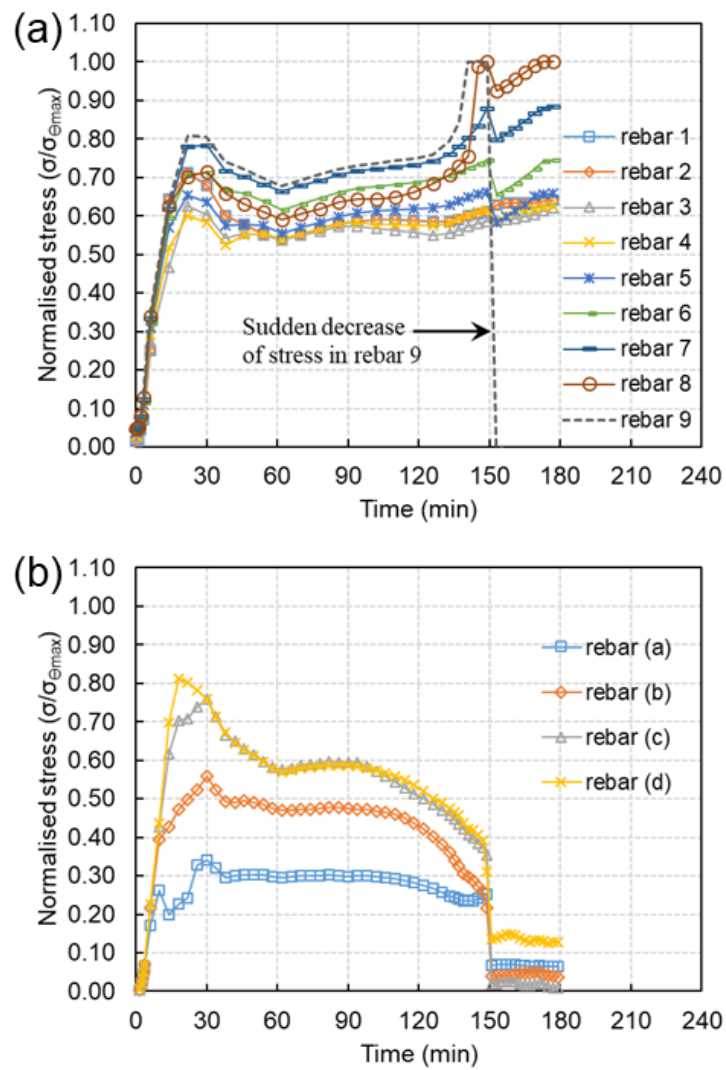 (a)
1.10
1.00
0.90
0.80
0.70
0.60
0.50
0.40
0.30
0.20
0.10
0.00
Normalised stress (σ/σΘmax)
rebar 1
rebar 2
rebar 3
rebar 4
rebar 5
rebar 6
rebar 7
rebar 8
rebar 9
Sudden decrease
of stress in rebar 9
0 30 60 90 120 150 180 210 240
Time (min)
(b)
1.10
1.00
0.90
0.80
0.70
0.60
0.50
0.40
0.30
0.20
0.10
0.00
Normalised stress (σ/σΘmax)
rebar (a)
rebar (b)
rebar (c)
rebar (d)
0 30 60 90 120 150 180 210 240
Time (min)